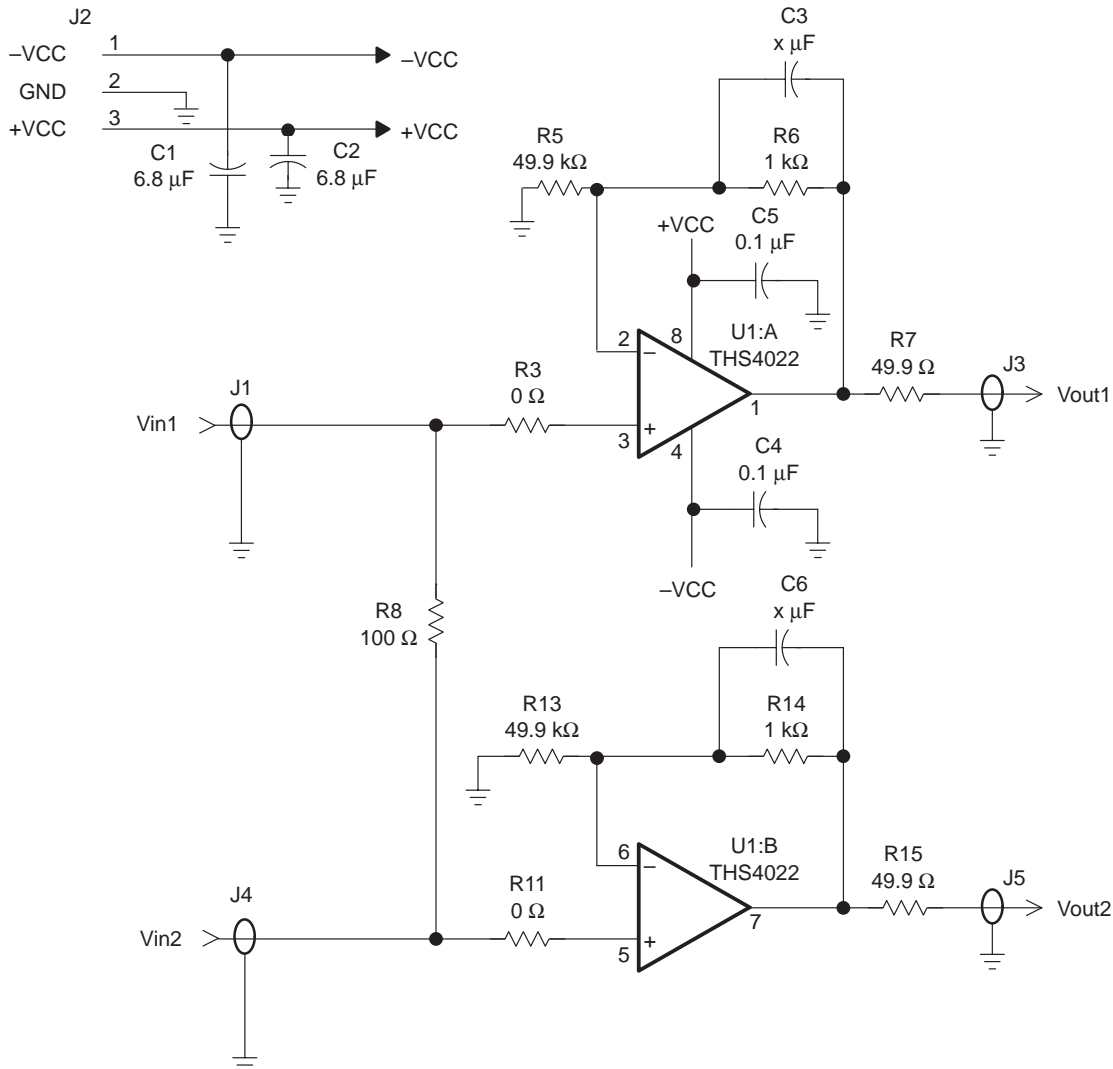 J2
–VCC
1
–VCC
GND
2
+VCC
3
+VCC
C1
6.8 µF
C2
6.8 µF
C3
x µF
R5
49.9 kΩ
R6
1 kΩ
C5
0.1 µF
+VCC
U1:A
THS4022
2
–
8
1
3
+
4
R3
0 Ω
R7
49.9 Ω
J3
Vout1
J1
Vin1
C4
0.1 µF
–VCC
R8
100 Ω
C6
x µF
R13
49.9 kΩ
R14
1 kΩ
U1:B
THS4022
6
–
7
5
+
R11
0 Ω
R15
49.9 Ω
J5
Vout2
J4
Vin2